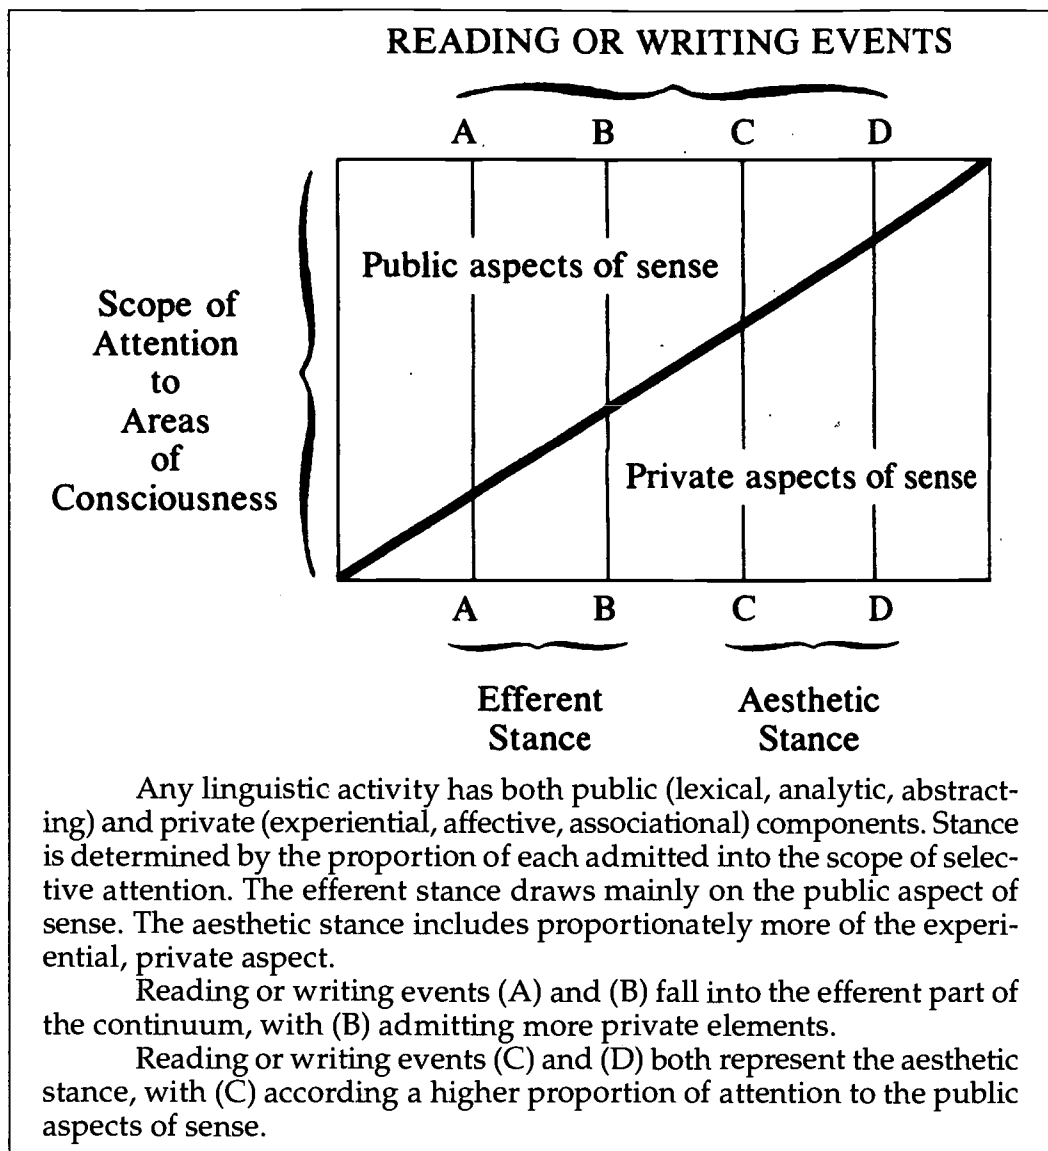 READING OR WRITING EVENTS
A B C D
Public aspects of sense
Scope of
Attention
to
Areas
of
Consciousness
Private aspects of sense
A B C D
Efferent
Stance
Aesthetic
Stance
Any linguistic activity has both public (lexical, analytic, abstract-
ing) and private (experiential, affective, associational) components. Stance
is determined by the proportion of each admitted into the scope of selec-
tive attention. The efferent stance draws mainly on the public aspect of
sense. The aesthetic stance includes proportionately more of the experi-
ential, private aspect.
Reading or writing events (A) and (B) fall into the efferent part of
the continuum, with (B) admitting more private elements.
Reading or writing events (C) and (D) both represent the aesthetic
stance, with (C) according a higher proportion of attention to the public
aspects of sense.